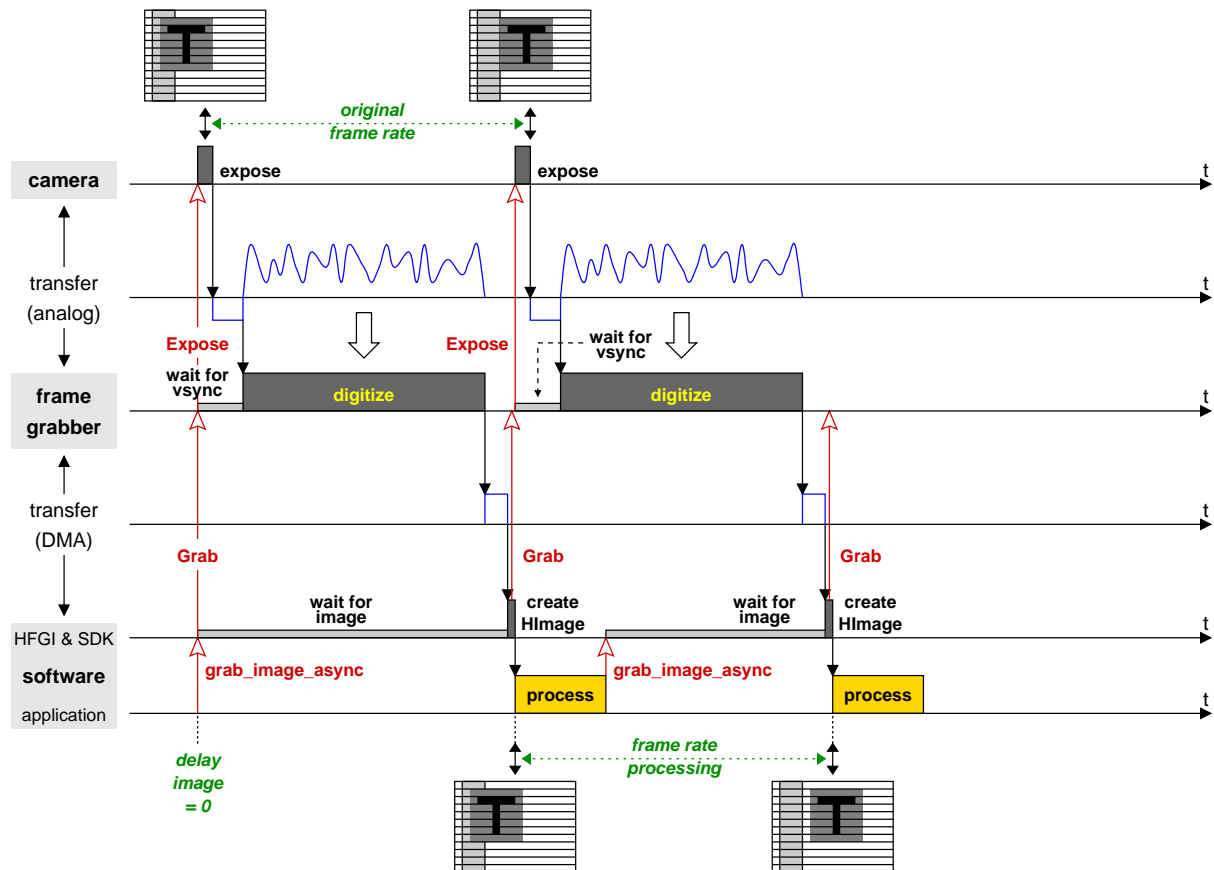 T
T
original
frame rate
expose
expose
t
camera
transfer
(analog)
t
Expose
Expose
wait for
vsync
wait for
vsync
frame
grabber
digitize
digitize
t
transfer
(DMA)
t
Grab
Grab
Grab
wait for
image
create
HImage
wait for
image
create
HImage
HFGI & SDK
t
software
grab_image_async
grab_image_async
application
process
process
t
delay
image
= 0
frame rate
processing
T
T